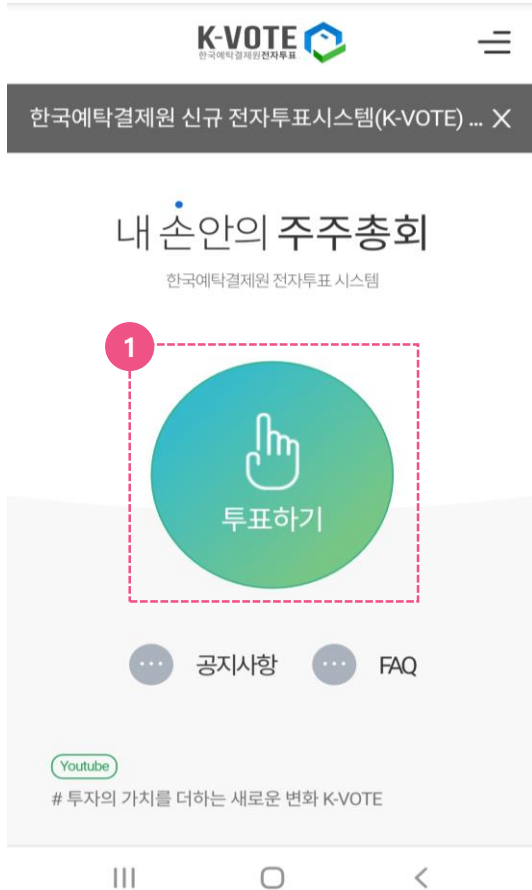 K-VOTE
한국예탁결제원전자투표
한국예탁결제원 신규 전자투표시스템(K-VOTE) ...
내 손안의 주주총회
한국예탁결제원 전자투표 시스템
1
투표하기
공지사항 FAQ
Youtube
# 투자의 가치를 더하는 새로운 변화 K-VOTE